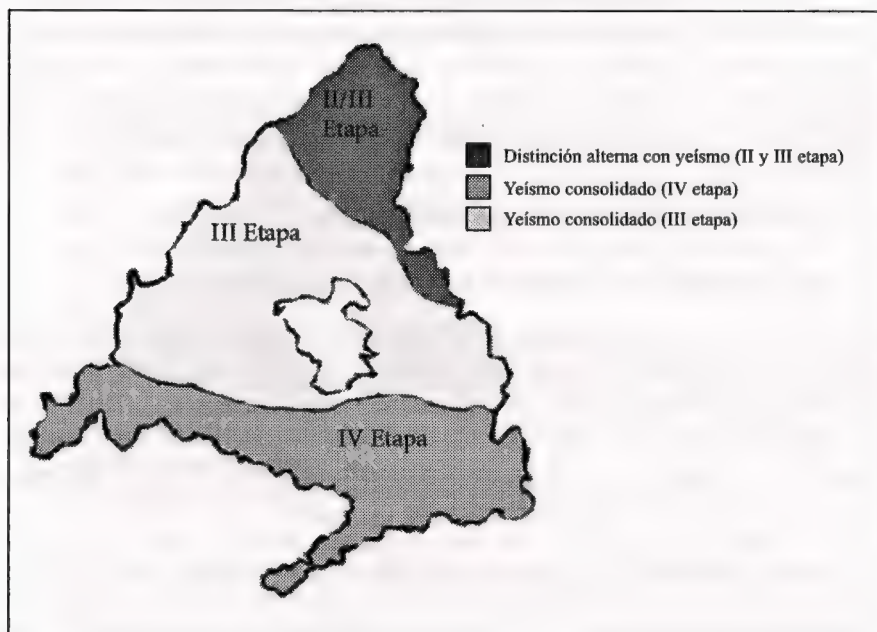 II/III
Etapa
Distinción alterna con yeísmo (II y III etapa)
Yeísmo consolidado (IV etapa)
Yeísmo consolidado (III etapa)
III Etapa
IV Etapa